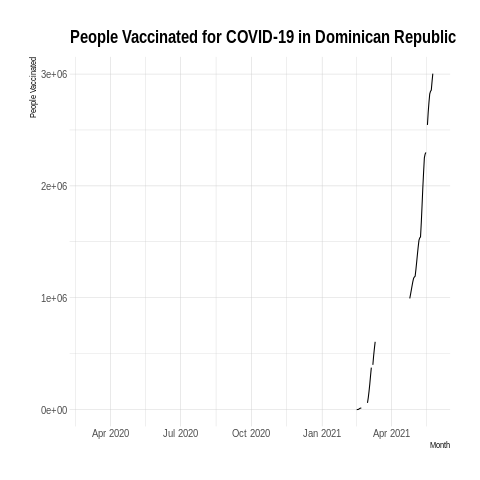 People Vaccinated for COVID-19 in Dominican Republic
People Vaccinated
3e+06
2e+06
1e+06
0e+00
Apr 2020 Jul 2020 Oct 2020 Jan 2021 Apr 2021
Month